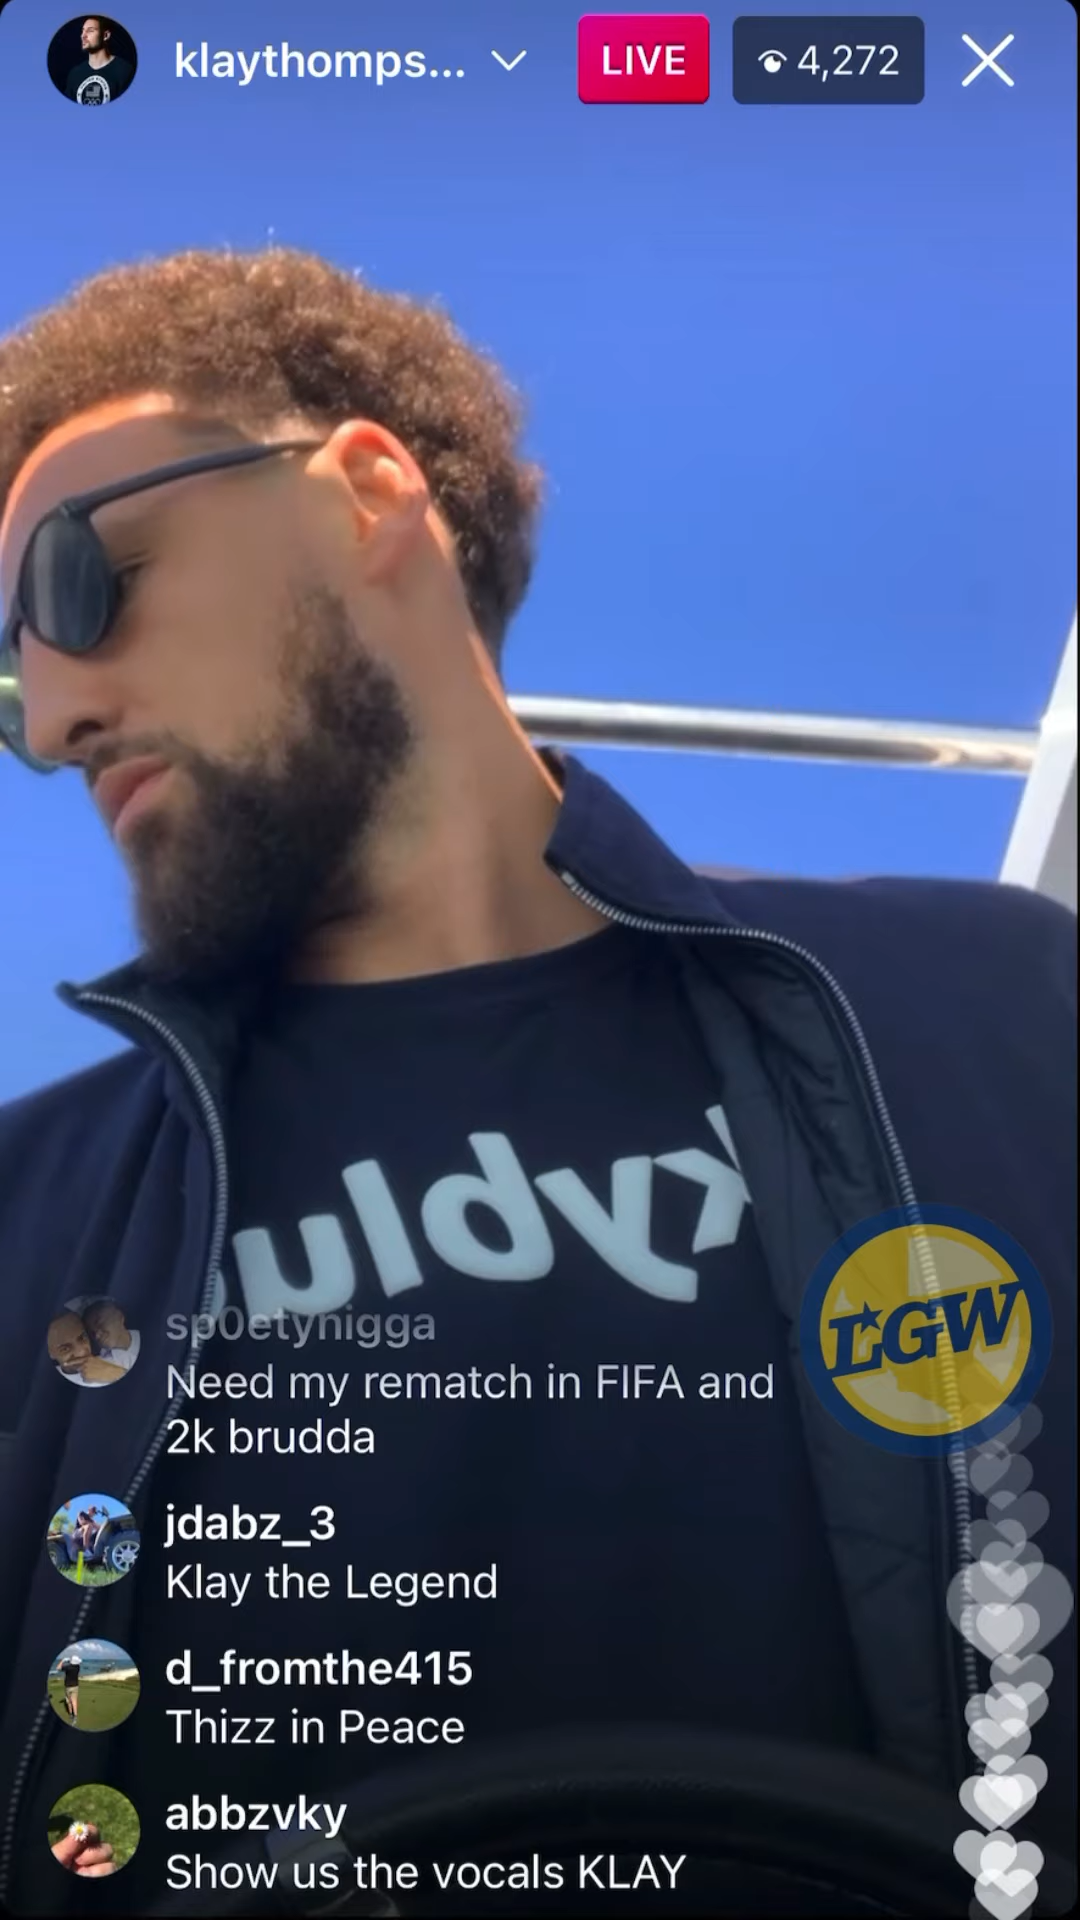 klaythomps...
LIVE
4,272
kyblu
LGW
sp0etynigga
Need my rematch in FIFA and
2k brudda
jdabz_3
Klay the Legend
d_fromthe415
Thizz in Peace
abbzvky
Show us the vocals KLAY